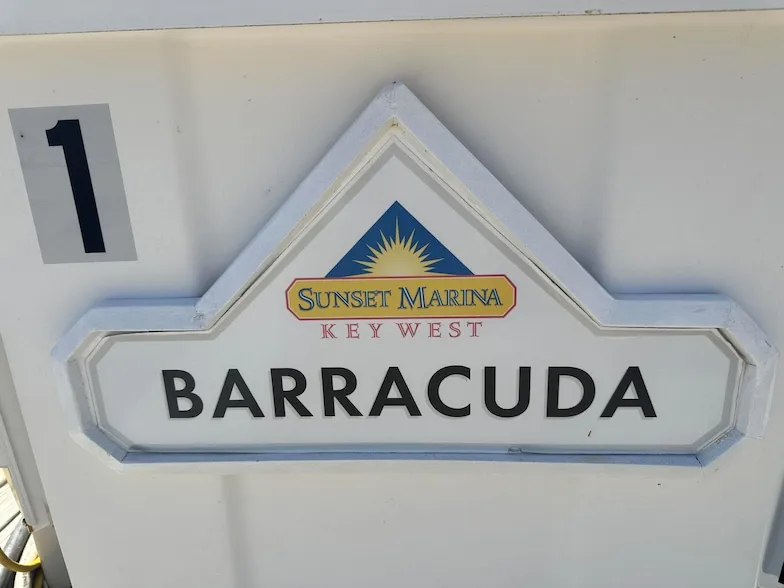 1
SUNSET MARINA
KEY WEST
BARRACUDA